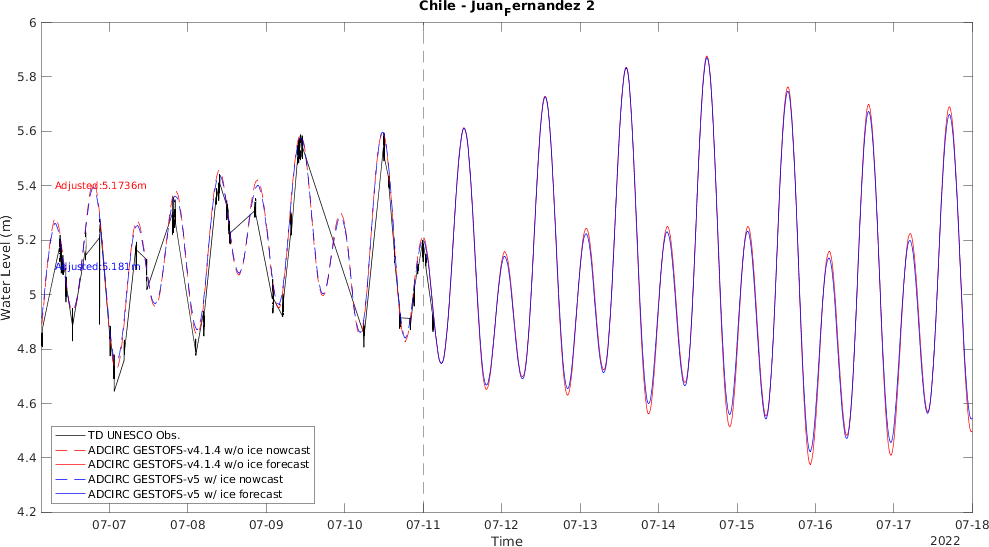 Chile - Juan_Fernandez 2
Water Level (m)
6
5.8
5.6
5.4
5.2
5
4.8
4.6
4.4
4.2
Adjusted:5.1736m
Adjusted:5.181m
TD UNESCO Obs.
ADCIRC GESTOFS-v4.1.4 w/o ice nowcast
ADCIRC GESTOFS-v4.1.4 w/o ice forecast
ADCIRC GESTOFS-v5 w/ ice nowcast
ADCIRC GESTOFS-v5 w/ ice forecast
07-07 07-08 07-09 07-10 07-11 07-12 07-13 07-14 07-15 07-16 07-17 07-18
Time
2022